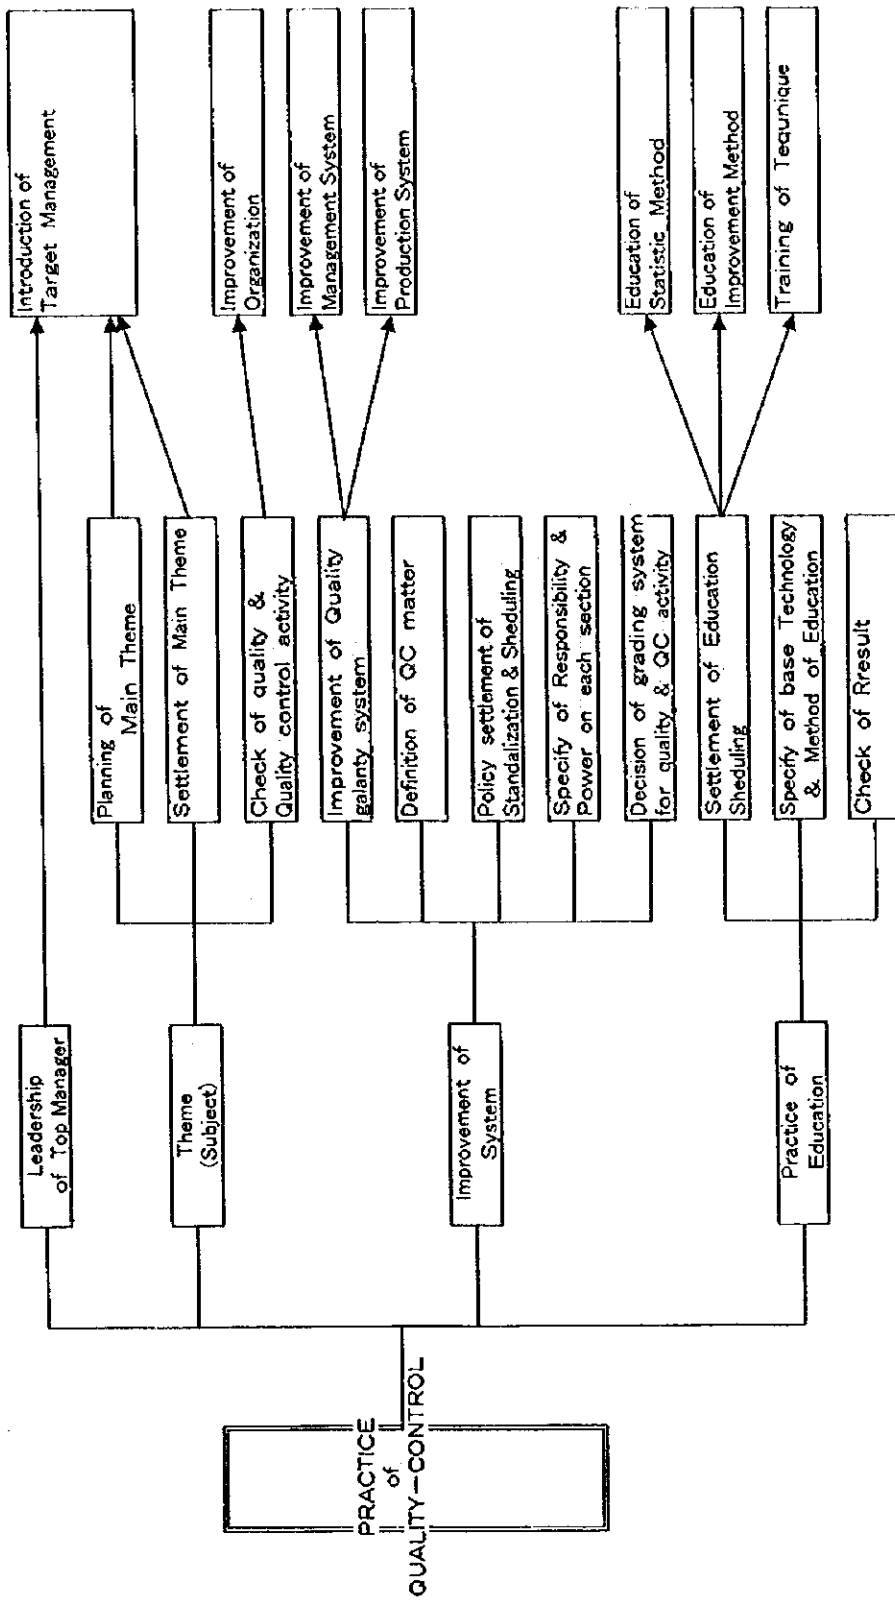 PRACTICE
of
QUALITY-CONTROL
Leadership
of Top Manager
Theme
(Subject)
Improvement of
System
Practice of
Education
Planning of
Main Theme
Settlement of Main Theme
Check of quality &
Quality control activity
Improvement of Quality
galanty system
Definition of QC matter
Policy settlement of
Standalization & Sheduling
Specify of Responsibility &
Power on each section
Decision of grading system
for quality & QC activity
Settlement of Education
Sheduling
Specify of base Technology
& Method of Education
Check of Rresult
Introduction of
Target Management
Improvement of
Organization
Improvement of
Management System
Improvement of
Production System
Education of
Statistic Method
Education of
Improvement Method
Training of Tequnique